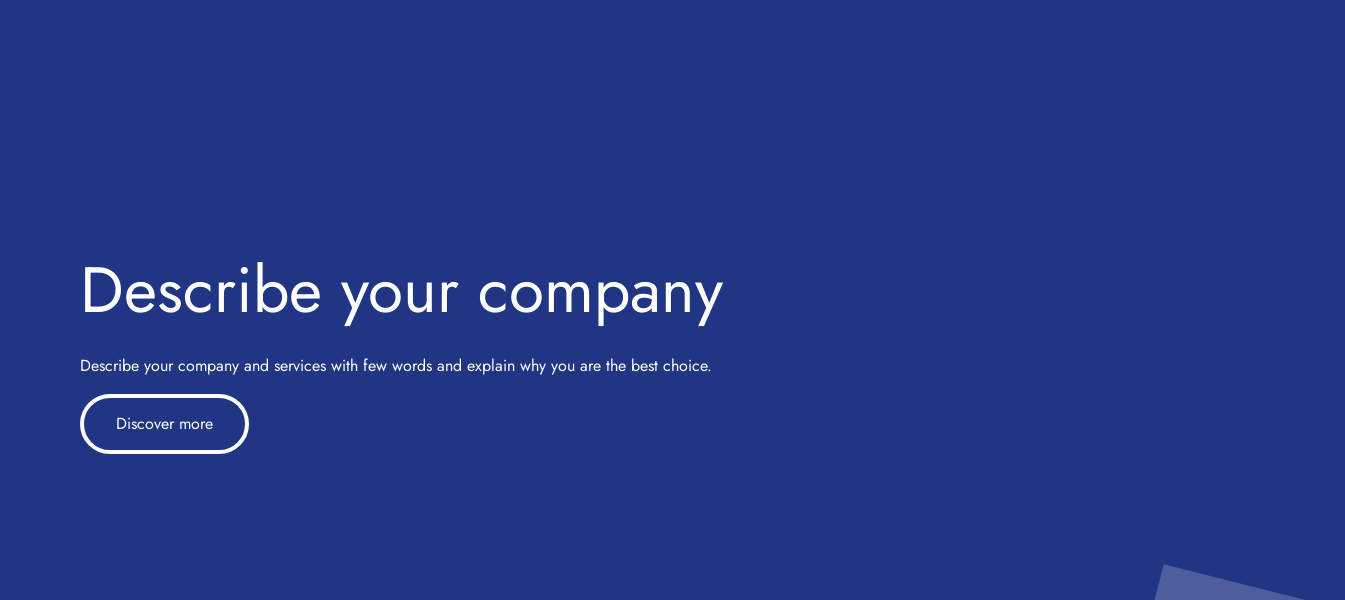 Describe your company
Describe your company and services with few words and explain why you are the best choice.
Discover more